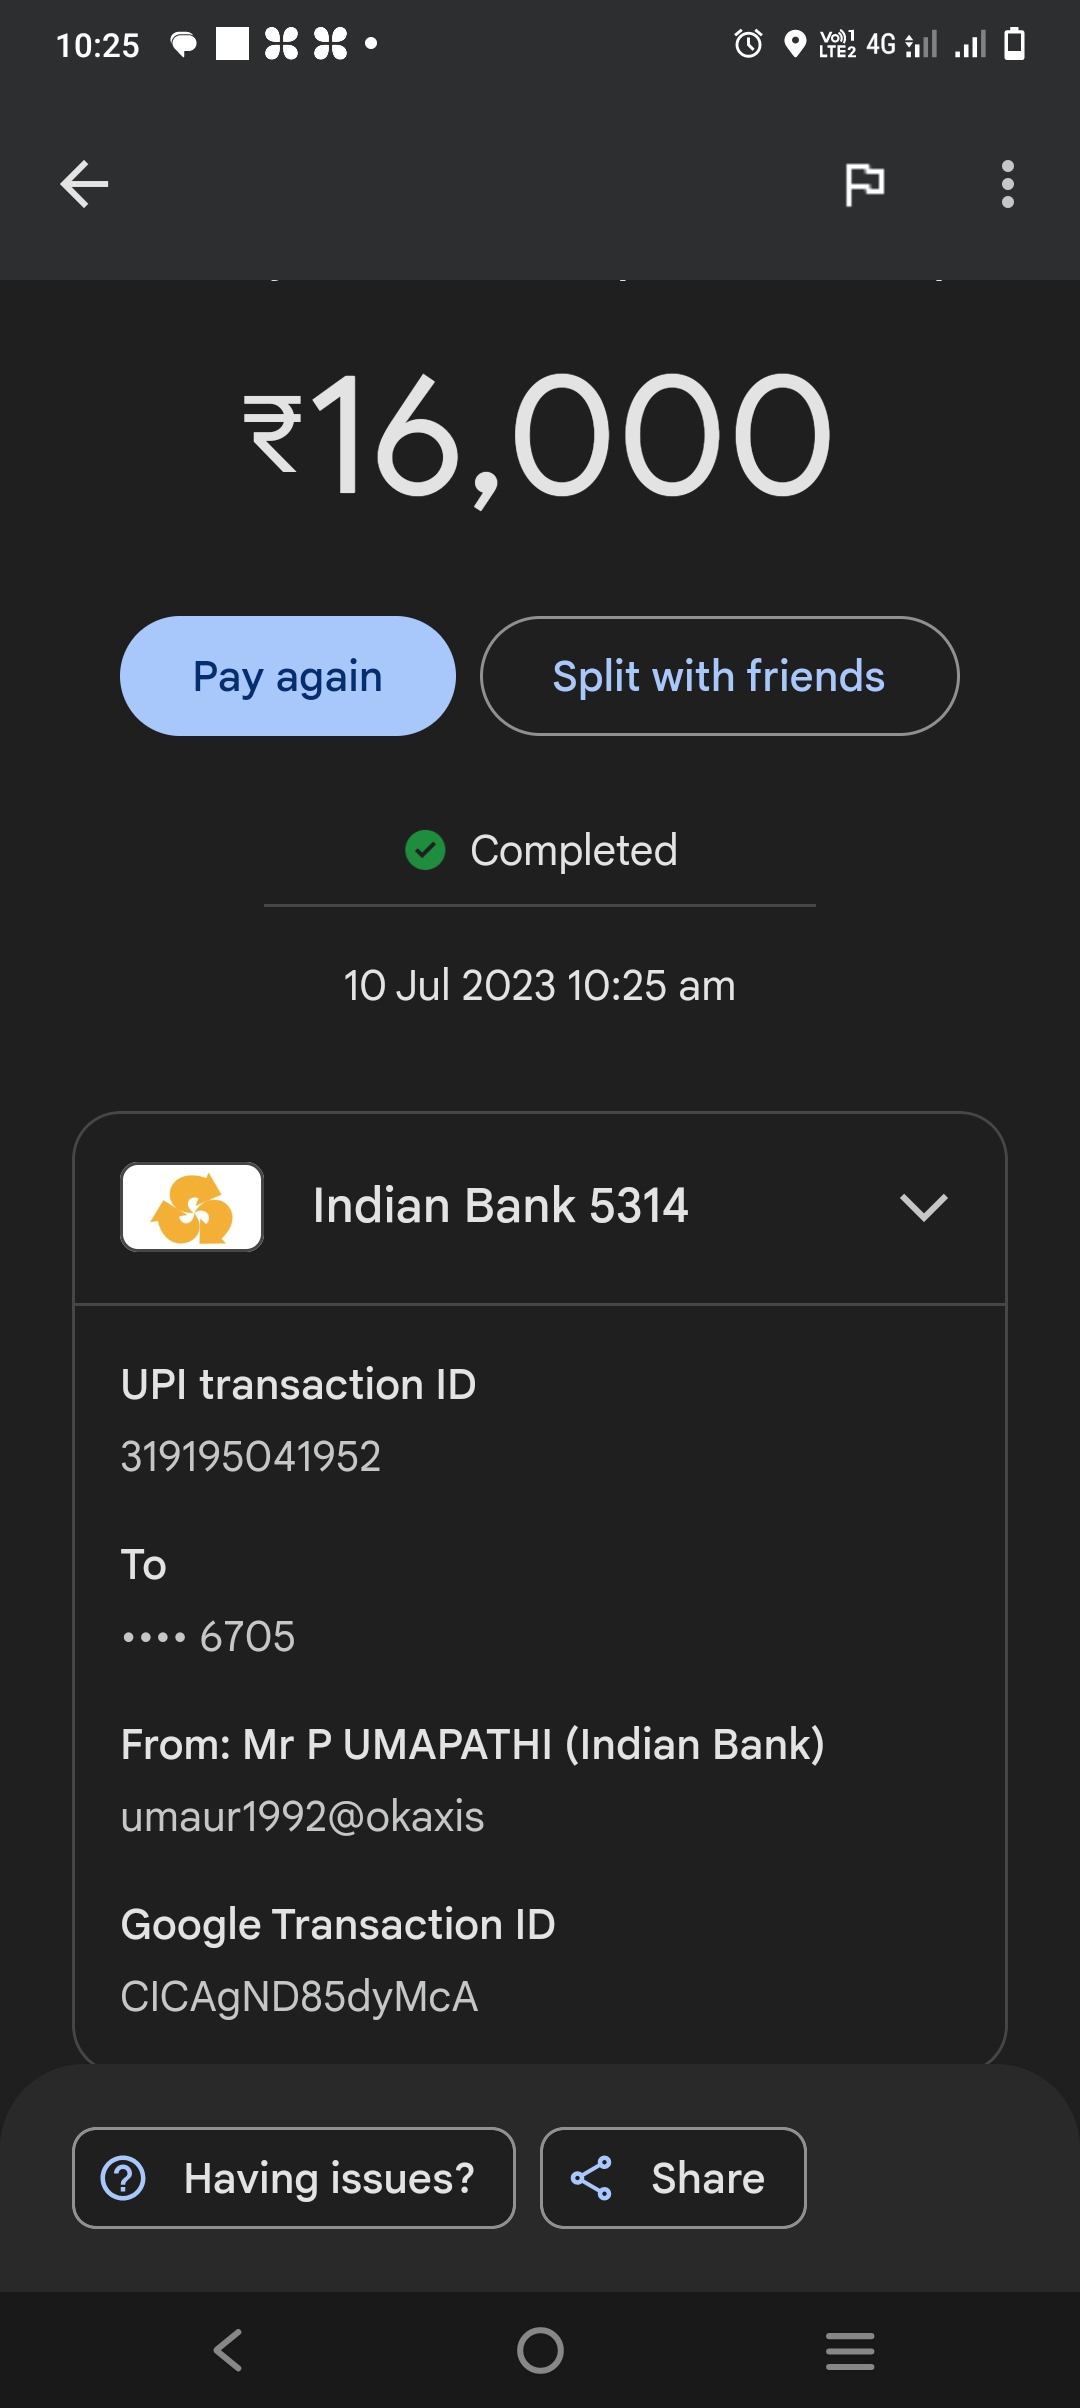 10:25
Vo)) 1
LTE2
4G
₹16,000
Pay again
Split with friends
Completed
10 Jul 2023 10:25 am
Indian Bank 5314
UPI transaction ID
319195041952
To
•••• 6705
From: Mr P UMAPATHI (Indian Bank)
umaur1992@okaxis
Google Transaction ID
CICAgND85dyMcA
Having issues?
Share